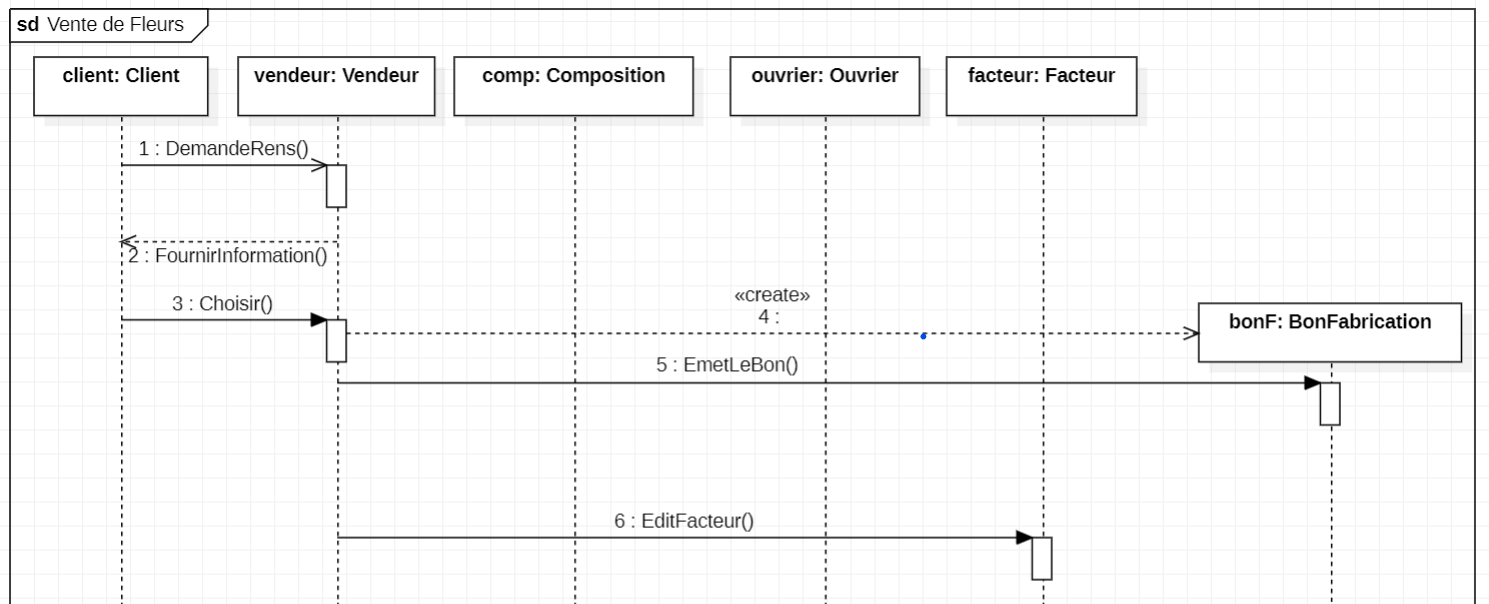 sd Vente de Fleurs
client: Client
vendeur: Vendeur
comp: Composition
ouvrier: Ouvrier
facteur: Facteur
1 : DemandeRens()
2 : FournirInformation()
3 : Choisir()
«create»
4 :
bonF: BonFabrication
5 : EmetLeBon()
6 : EditFacteur()